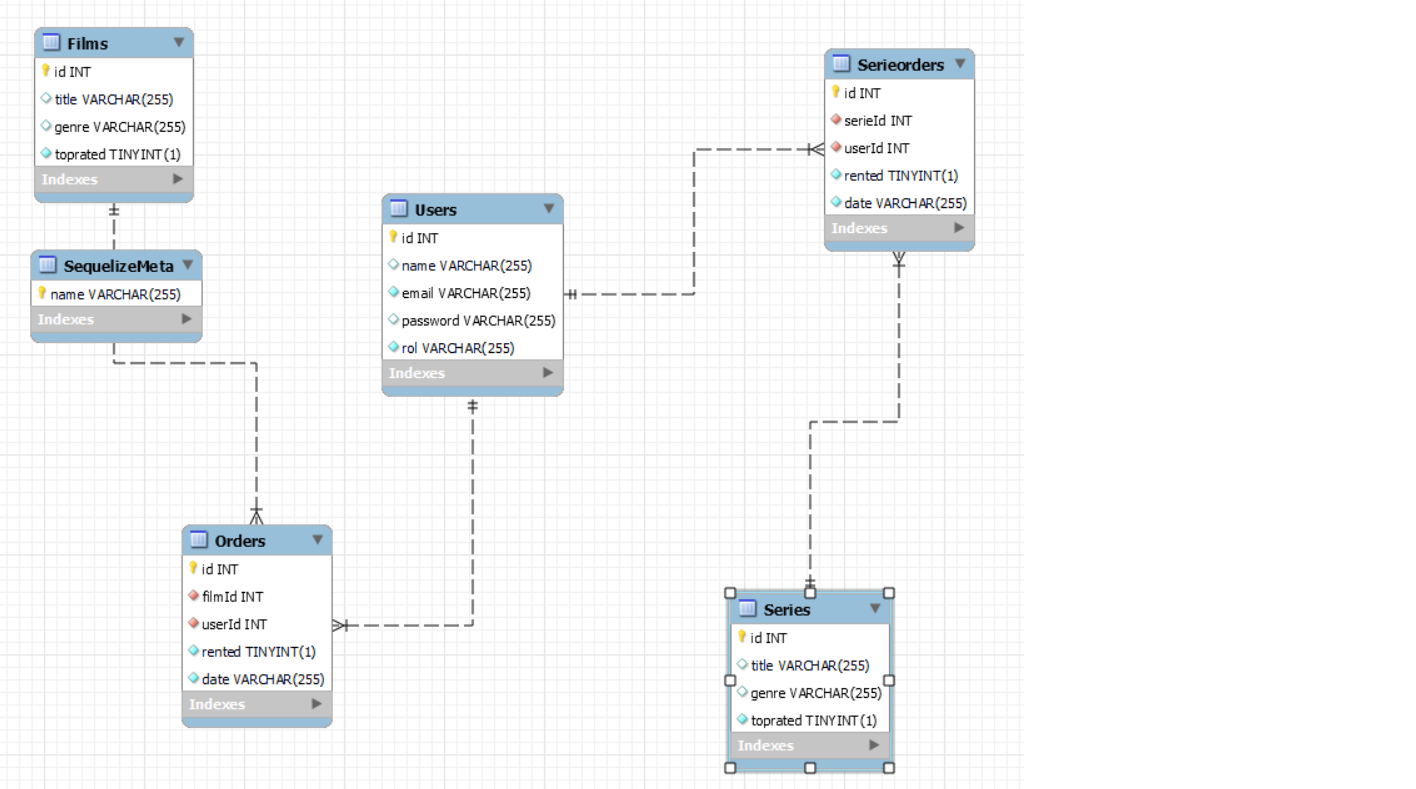 Films
id INT
title VARCHAR(255)
genre VARCHAR(255)
toprated TINYINT(1)
Indexes
SequelizeMeta
name VARCHAR(255)
Indexes
Users
id INT
name VARCHAR(255)
email VARCHAR(255)
password VARCHAR(255)
rol VARCHAR(255)
Indexes
Serieorders
id INT
serieId INT
userId INT
rented TINYINT(1)
date VARCHAR(255)
Indexes
Orders
id INT
filmId INT
userId INT
rented TINYINT(1)
date VARCHAR(255)
Indexes
Series
id INT
title VARCHAR(255)
genre VARCHAR(255)
toprated TINYINT(1)
Indexes